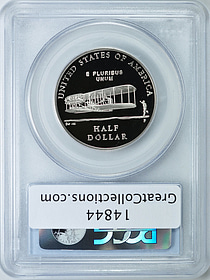 UNITED STATES OF AMERICA
E PLURIBUS
UNUM
HALF
DOLLAR
14844
GreatCollections.com